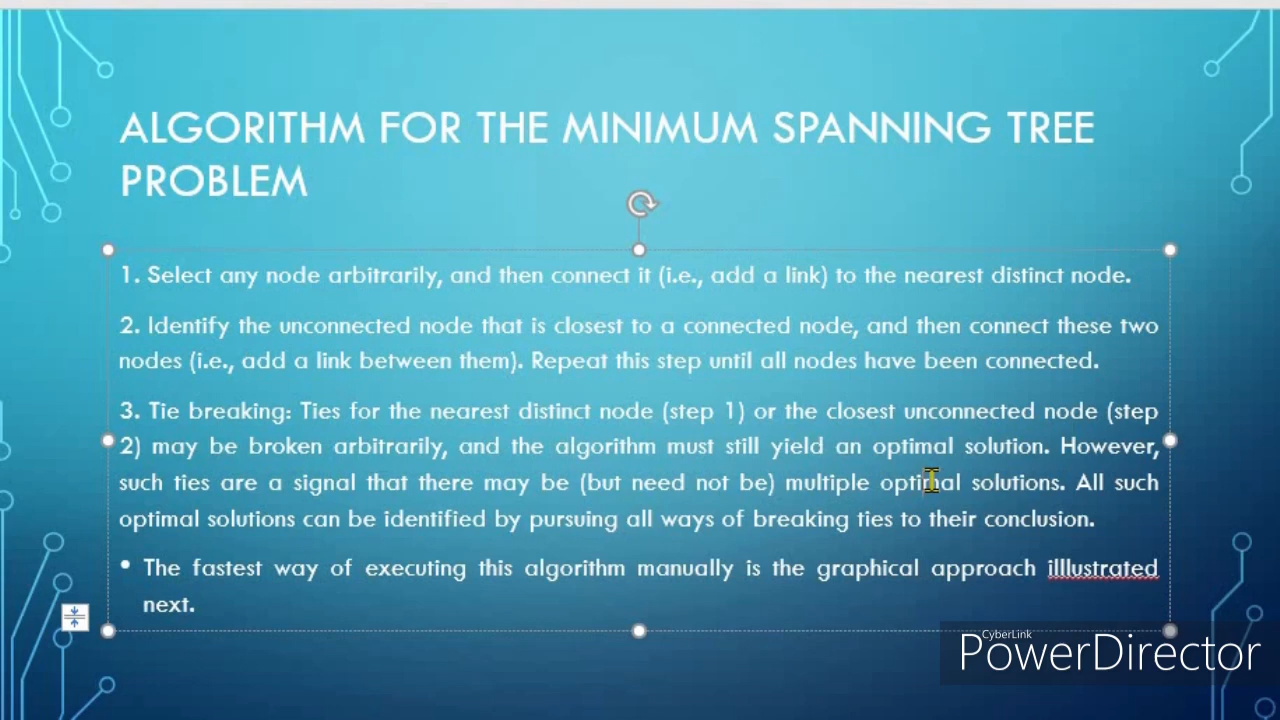 ALGORITHM FOR THE MINIMUM SPANNING TREE
PROBLEM
1. Select any node arbitrarily, and then connect it (i.e., add a link) to the nearest distinct node.
2. Identify the unconnected node that is closest to a connected node, and then connect these two
nodes (i.e., add a link between them). Repeat this step until all nodes have been connected.
3. Tie breaking: Ties for the nearest distinct node (step 1) or the closest unconnected node (step
2) may be broken arbitrarily, and the algorithm must still yield an optimal solution. However,
such ties are a signal that there may be (but need not be) multiple optimal solutions. All such
optimal solutions can be identified by pursuing all ways of breaking ties to their conclusion.
• The fastest way of executing this algorithm manually is the graphical approach illlustrated
next.
CyberLink
PowerDirector